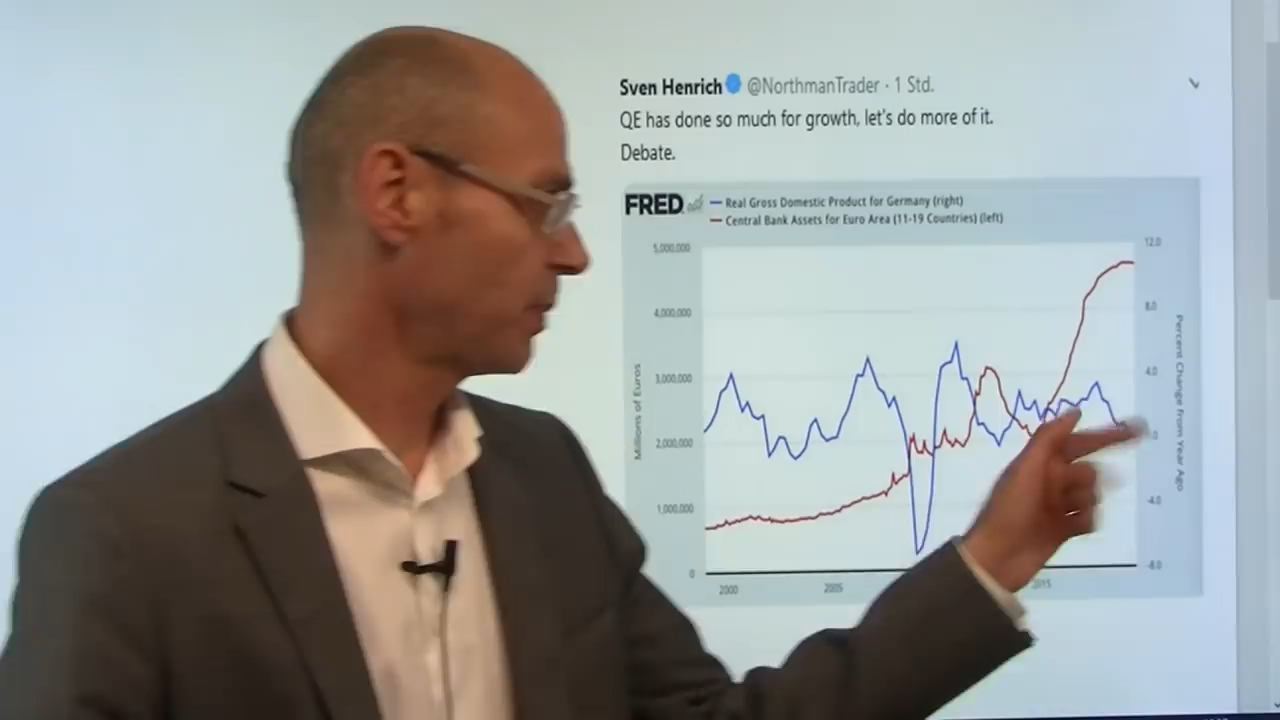 Sven Henrich @NorthmanTrader · 1 Std.
QE has done so much for growth, let's do more of it.
Debate.
FRED
Real Gross Domestic Product for Germany (right)
Central Bank Assets for Euro Area (11-19 Countries) (left)
5,000,000
4,000,000
3,000,000
2,000,000
1,000,000
0
Millions of Euros
12.0
8.0
4.0
-4.0
-8.0
Percent Change from Year Ago
2000
2005
2015